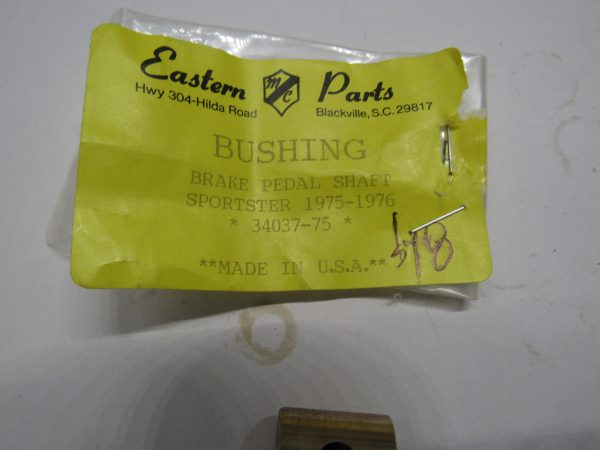 Eastern MC Parts
Hwy 304-Hilda Road Blackville, S.C. 29817
BUSHING
BRAKE PEDAL SHAFT
SPORTSTER 1975-1976
* 34037-75 *
**MADE IN U.S.A.**